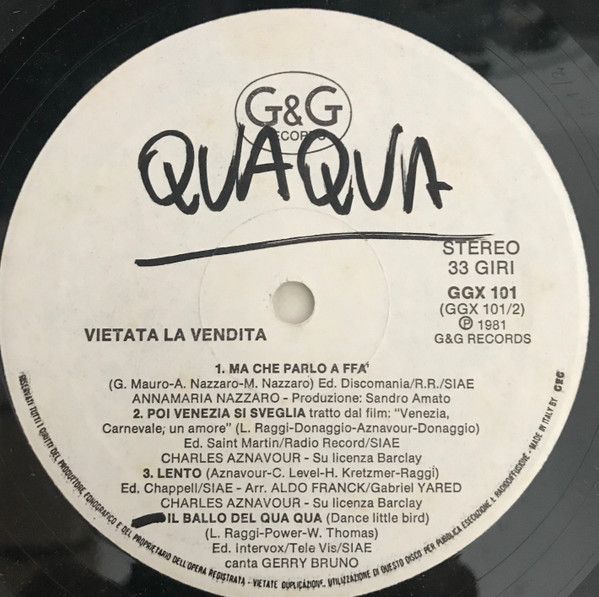 G&G
RECORDS
QUAQUA
STEREO
33 GIRI
GGX 101
(GGX 101/2)
℗ 1981
G&G RECORDS
VIETATA LA VENDITA
1. MA CHE PARLO A FFA'
(G. Mauro-A. Nazzaro-M. Nazzaro) Ed. Discomania/R.R./SIAE
ANNAMARIA NAZZARO - Produzione: Sandro Amato
2. POI VENEZIA SI SVEGLIA tratto dal film: "Venezia,
Carnevale, un amore" (L. Raggi-Donaggio-Aznavour-Donaggio)
Ed. Saint Martin/Radio Record/SIAE
CHARLES AZNAVOUR - Su licenza Barclay
3. LENTO (Aznavour-C. Level-H. Kretzmer-Raggi)
Ed. Chappell/SIAE - Arr. ALDO FRANCK/Gabriel YARED
CHARLES AZNAVOUR - Su licenza Barclay
IL BALLO DEL QUA QUA (Dance little bird)
(L. Raggi-Power-W. Thomas)
Ed. intervox/Tele Vis/SIAE
canta GERRY BRUNO
RISERVATI TUTTI I DIRITTI DEL PRODUTTORE FONOGRAFICO E DEL PROPRIETARIO DELL'OPERA REGISTRATA - VIETATE DUPLICAZIONE, UTILIZZAZIONE DI QUESTO DISCO PER PUBBLICA ESECUZIONE E RADIODIFFUSIONE - MADE IN ITALY BY